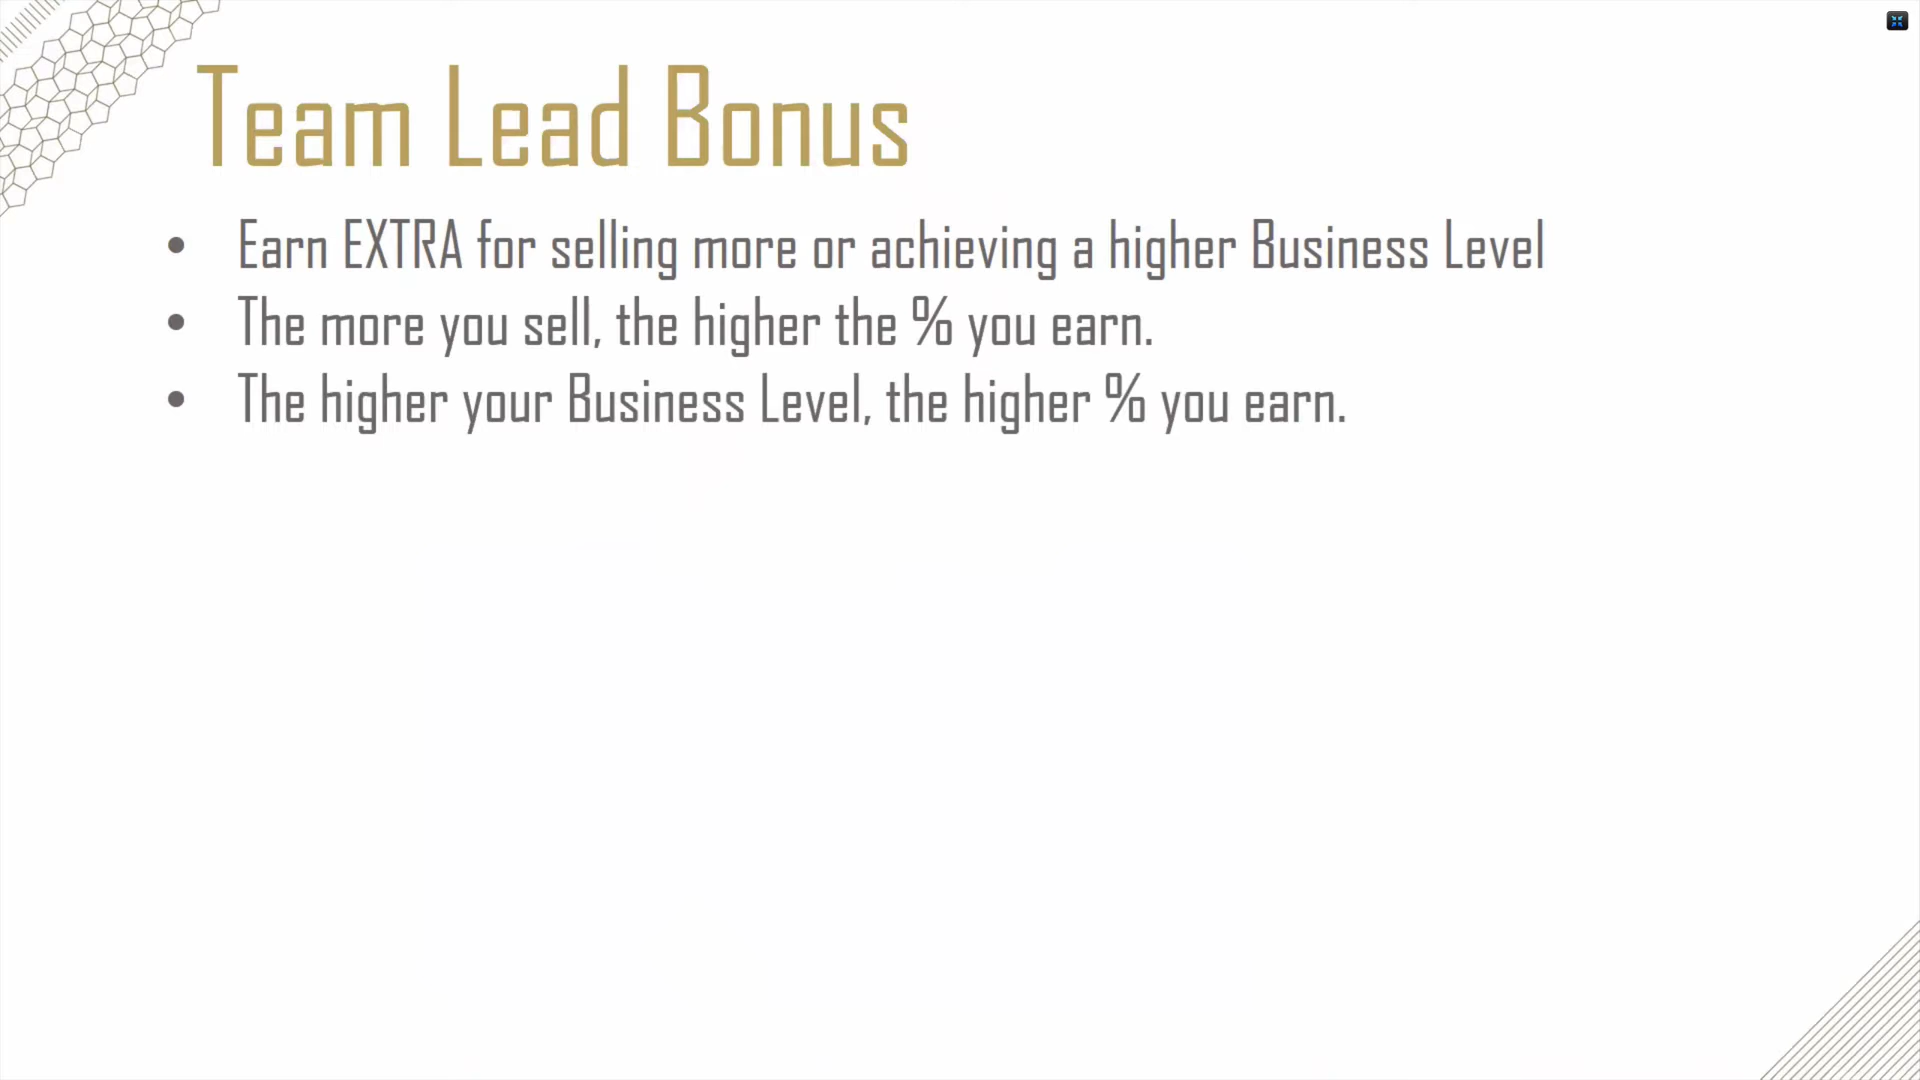 Team Lead Bonus
• Earn EXTRA for selling more or achieving a higher Business Level
• The more you sell, the higher the % you earn.
• The higher your Business Level, the higher % you earn.